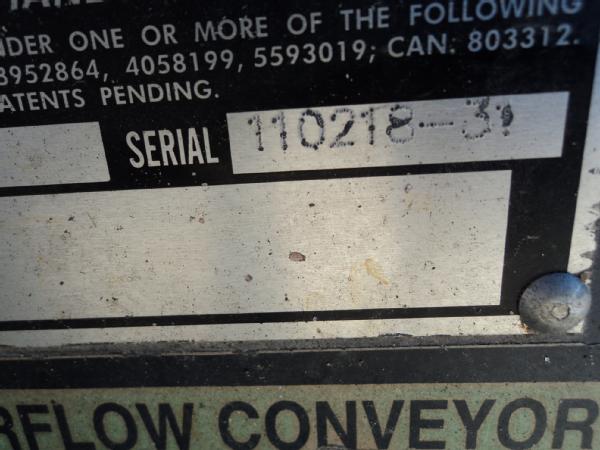 NDER ONE OR MORE OF THE FOLLOWING
3952864, 4058199, 5593019; CAN. 803312.
ATENTS PENDING.
SERIAL 110218-31
RFLOW CONVEYOR